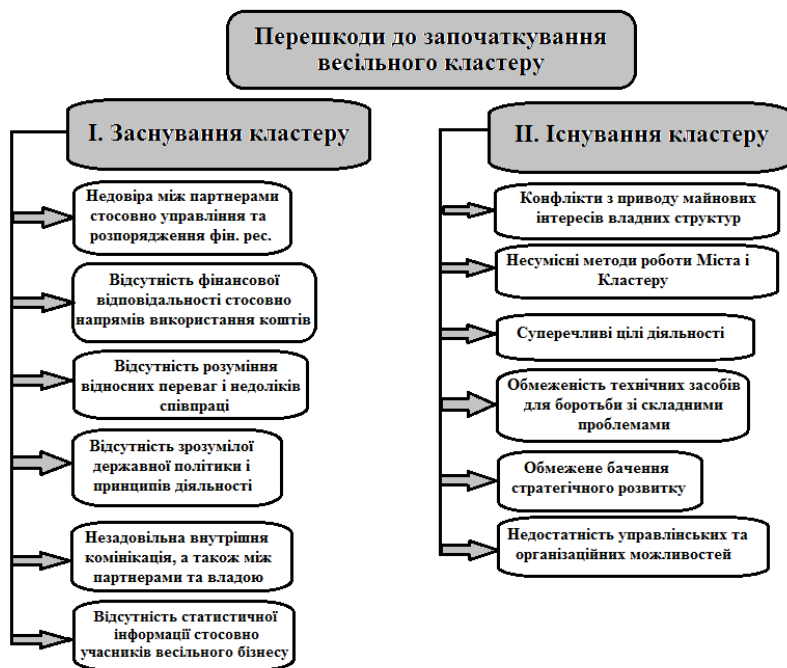 Перешкоди до започаткування
весільного кластеру
І. Заснування кластеру
Недовіра між партнерами
стосовно управління та
розпорядження фін. рес.
Відсутність фінансової
відповідальності стосовно
напрямів використання коштів
Відсутність розуміння
відносних переваг і недоліків
співпраці
Відсутність зрозумілої
державної політики і
принципів діяльності
Незадовільна внутрішня
комінікація, а також між
партнерами та владою
Відсутність статистичної
інформації стосовно
учасників весільного бізнесу
ІІ. Існування кластеру
Конфлікти з приводу майнових
інтересів владних структур
Несумісні методи роботи Міста і
Кластеру
Суперечливі цілі діяльності
Обмеженість технічних засобів
для боротьби зі складними
проблемами
Обмежене бачення
стратегічного розвитку
Недостатність управлінських та
організаційних можливостей